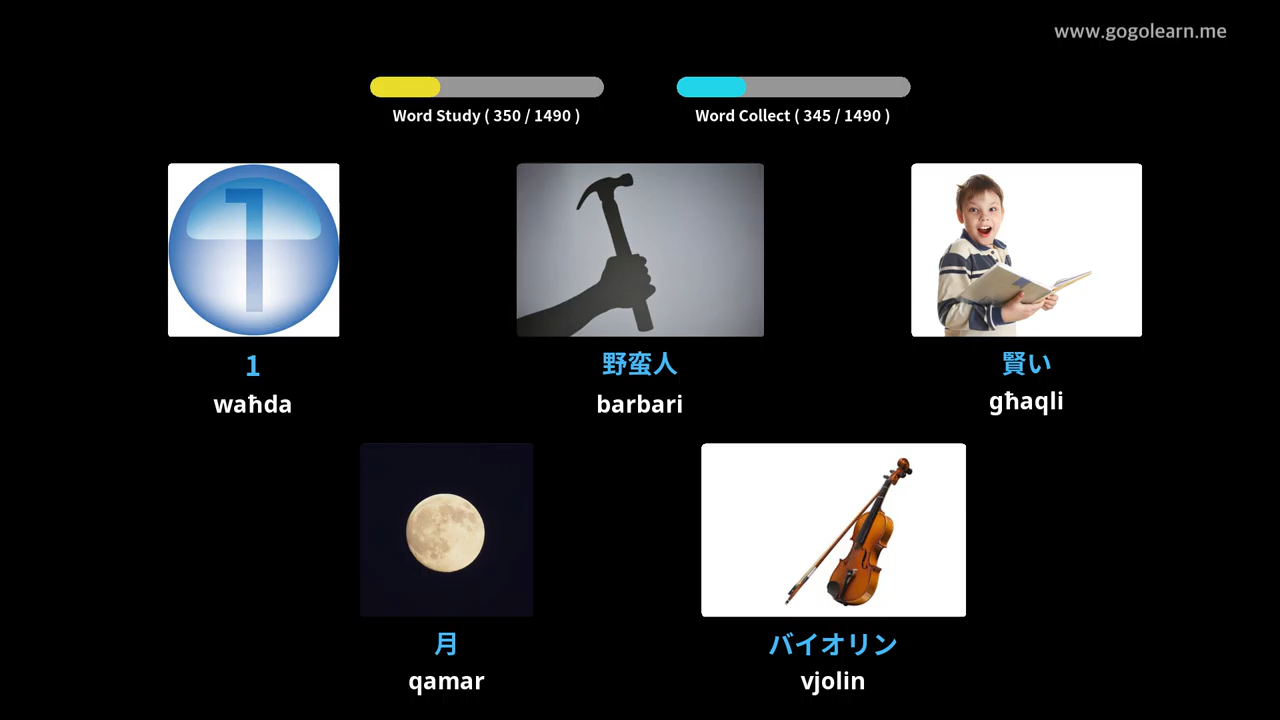 www.gogolearn.me
Word Study ( 350 / 1490 )
Word Collect ( 345 / 1490 )
1
1
waħda
野蛮人
barbari
賢い
għaqli
月
qamar
バイオリン
vjolin